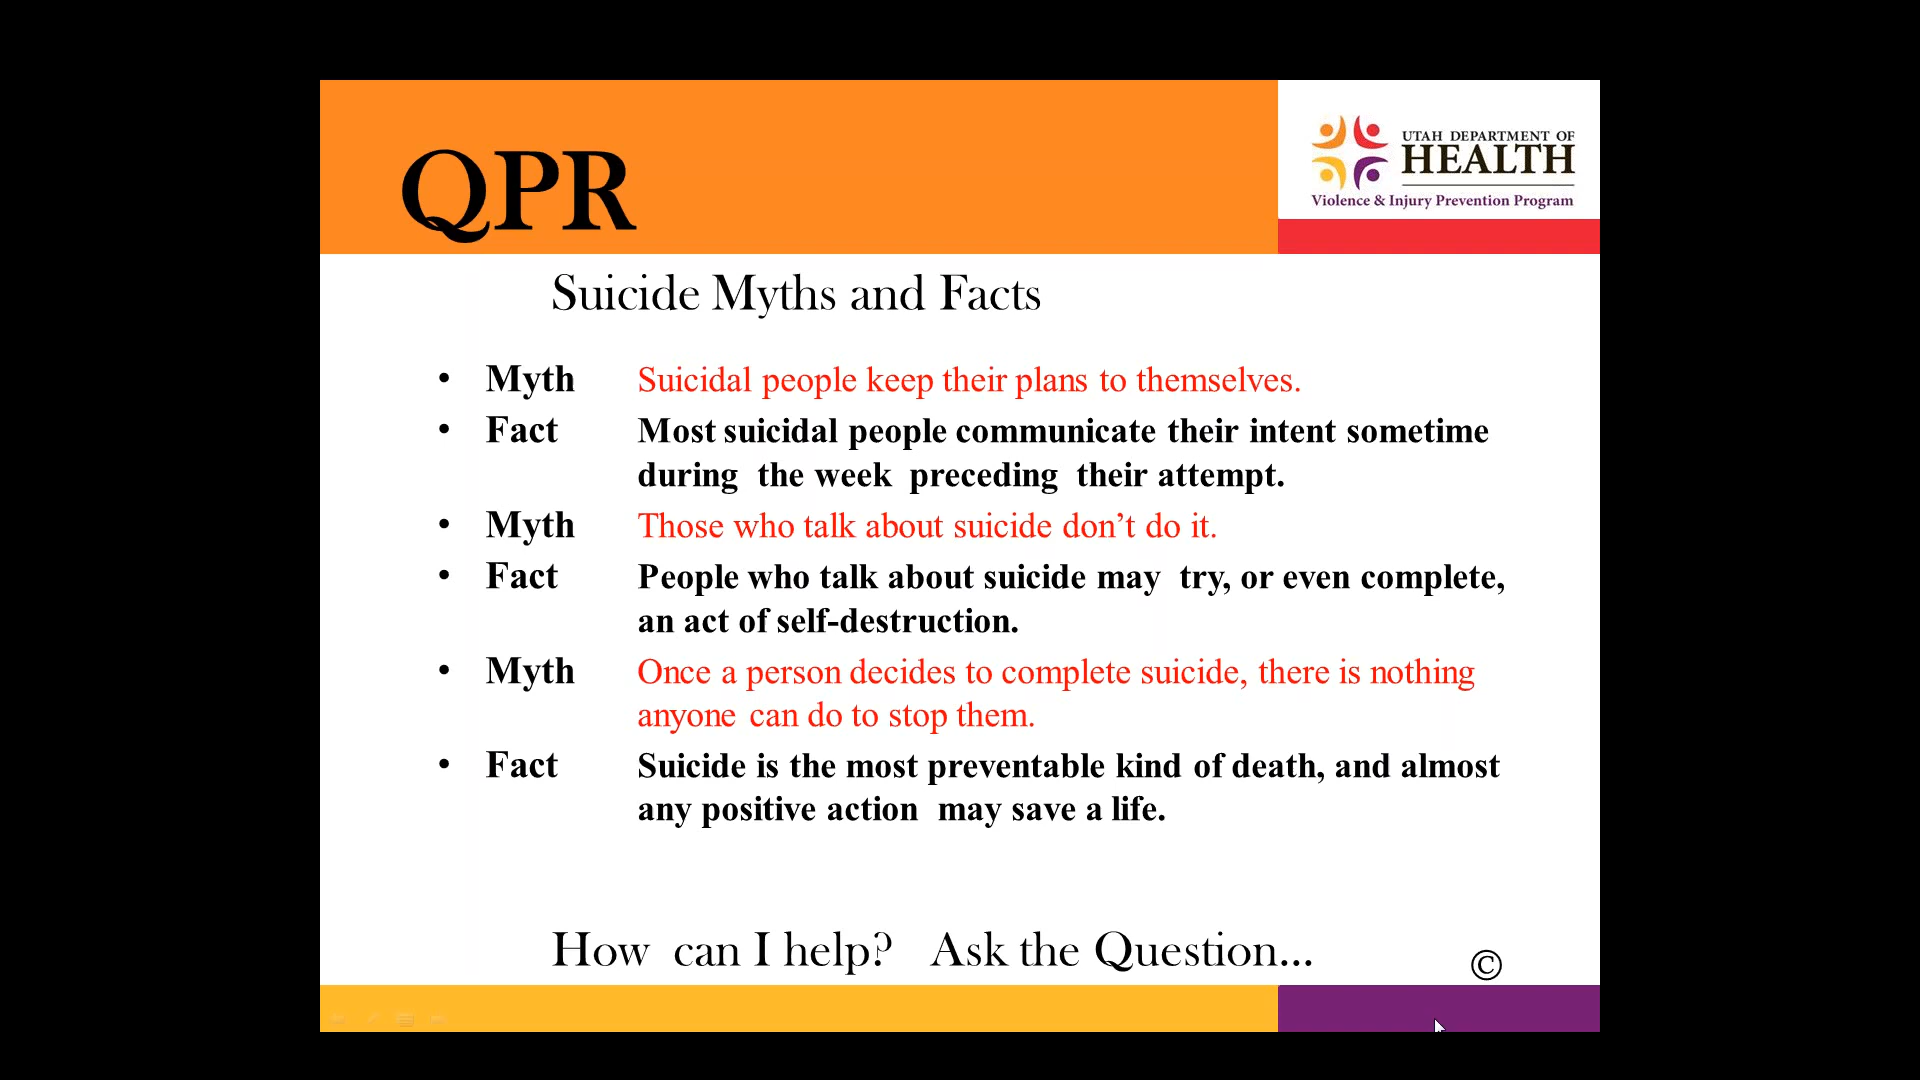 QPR
UTAH DEPARTMENT OF
HEALTH
Violence & Injury Prevention Program
Suicide Myths and Facts
• Myth Suicidal people keep their plans to themselves.
• Fact Most suicidal people communicate their intent sometime
during the week preceding their attempt.
• Myth Those who talk about suicide don’t do it.
• Fact People who talk about suicide may try, or even complete,
an act of self-destruction.
• Myth Once a person decides to complete suicide, there is nothing
anyone can do to stop them.
• Fact Suicide is the most preventable kind of death, and almost
any positive action may save a life.
How can I help? Ask the Question...
©